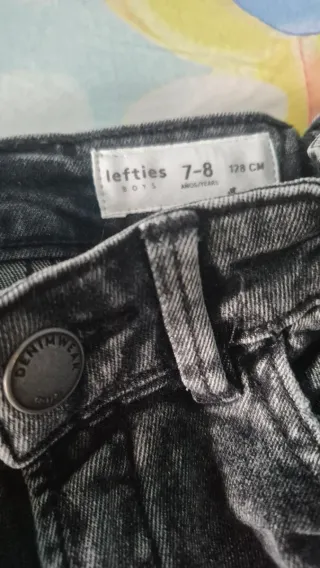 lefties 7-8 128 CM
BOYS AÑOS/YEARS
DENIMWEAR